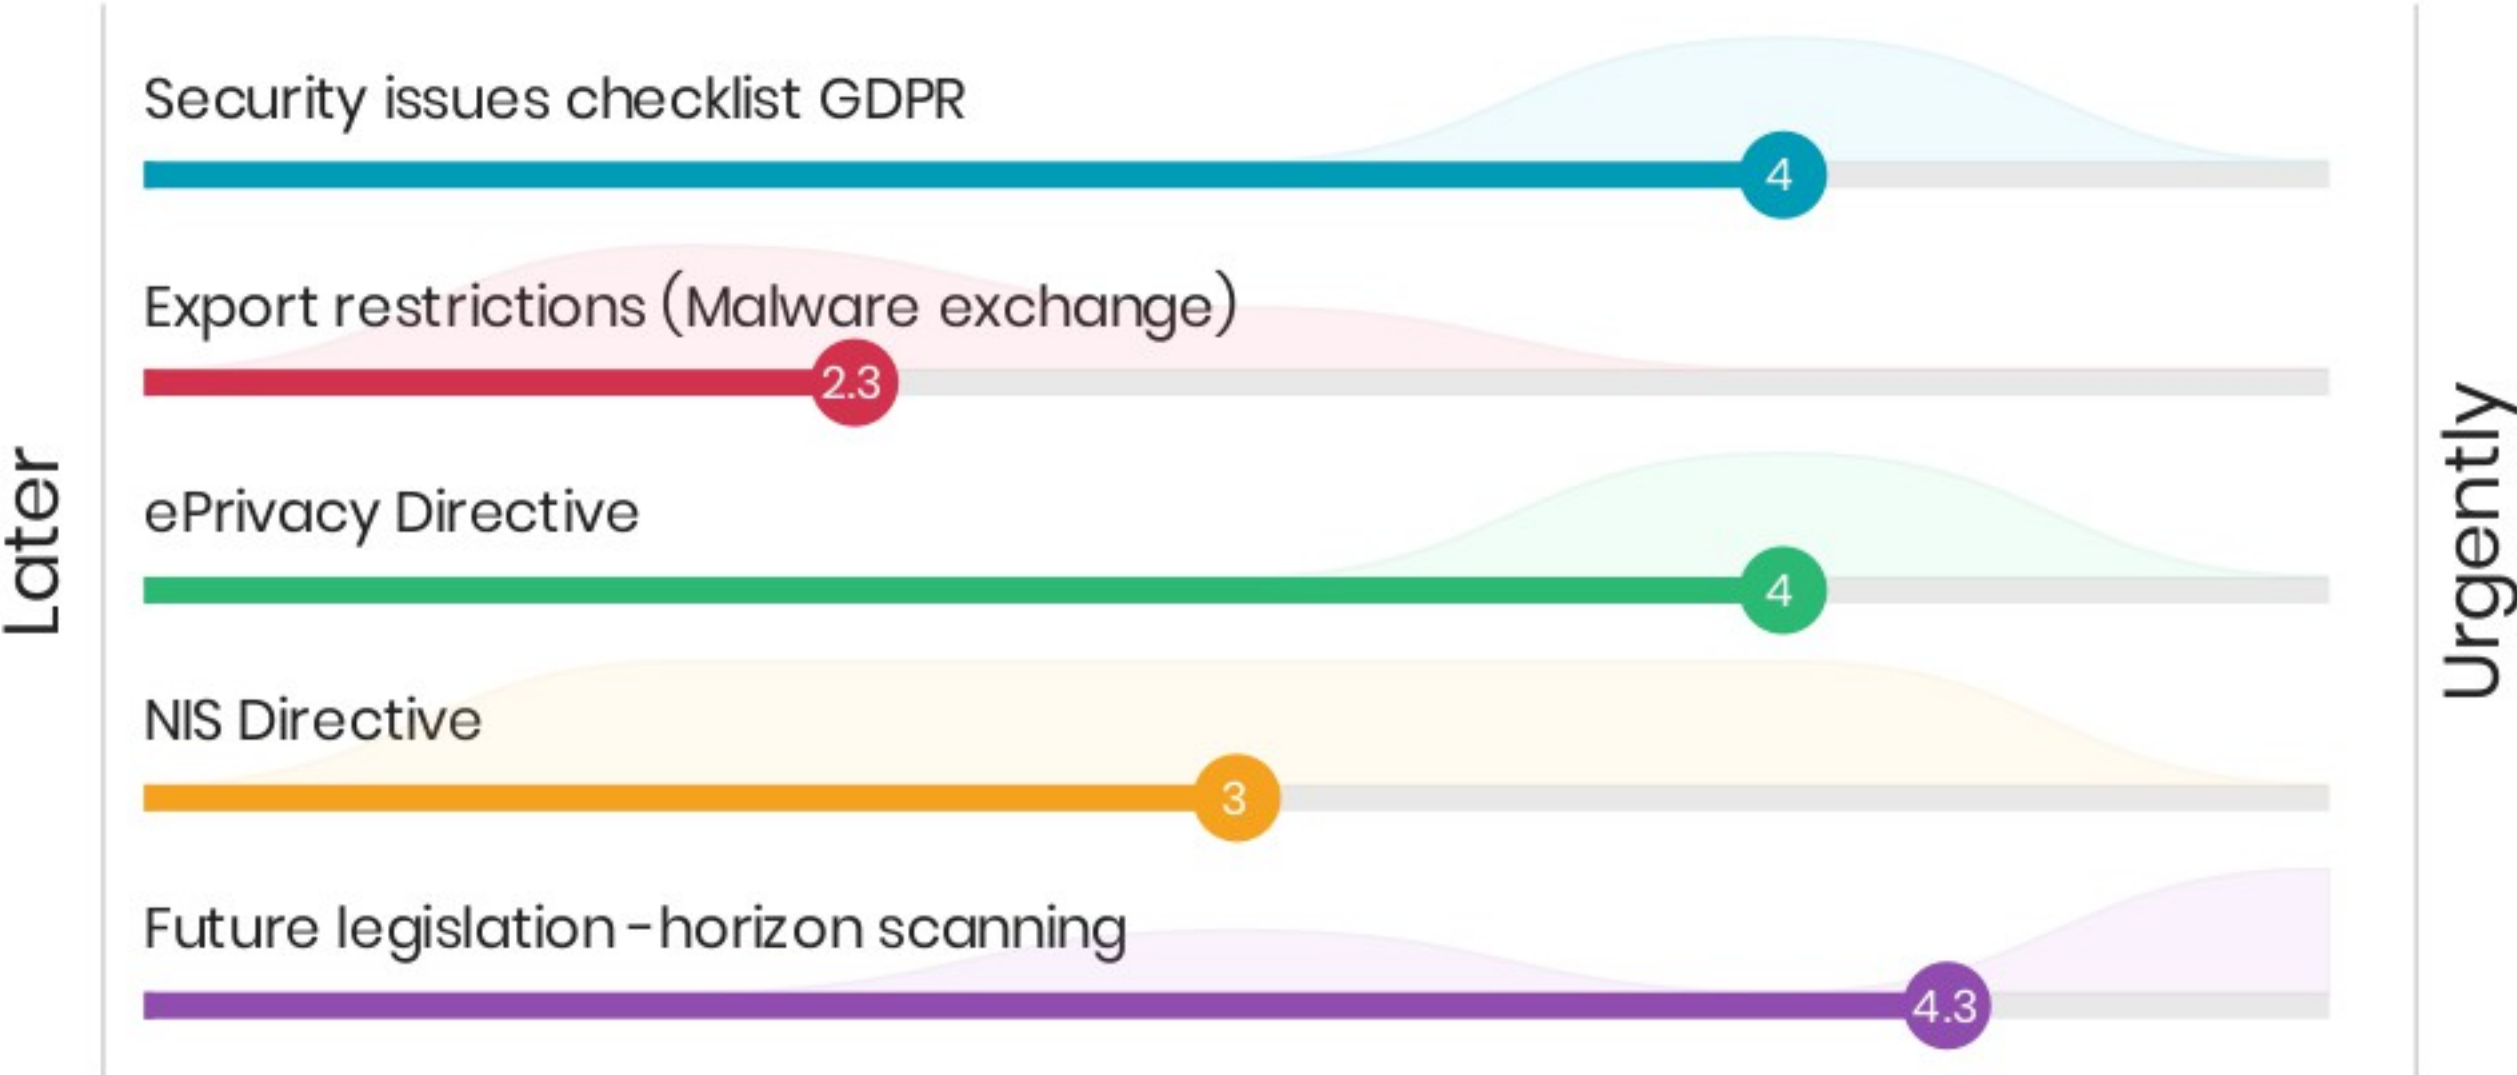 Later
Security issues checklist GDPR
4
Export restrictions (Malware exchange)
2.3
ePrivacy Directive
4
NIS Directive
3
Future legislation - horizon scanning
4.3
Urgently